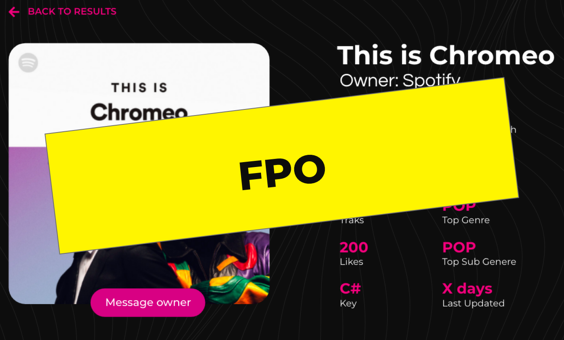 BACK TO RESULTS
THIS IS
Chromeo
This is Chromeo
Owner: Spotify
h
FPO
POP
Traks
Top Genre
200
POP
Likes
Top Sub Genere
C#
X days
Key
Last Updated
Message owner